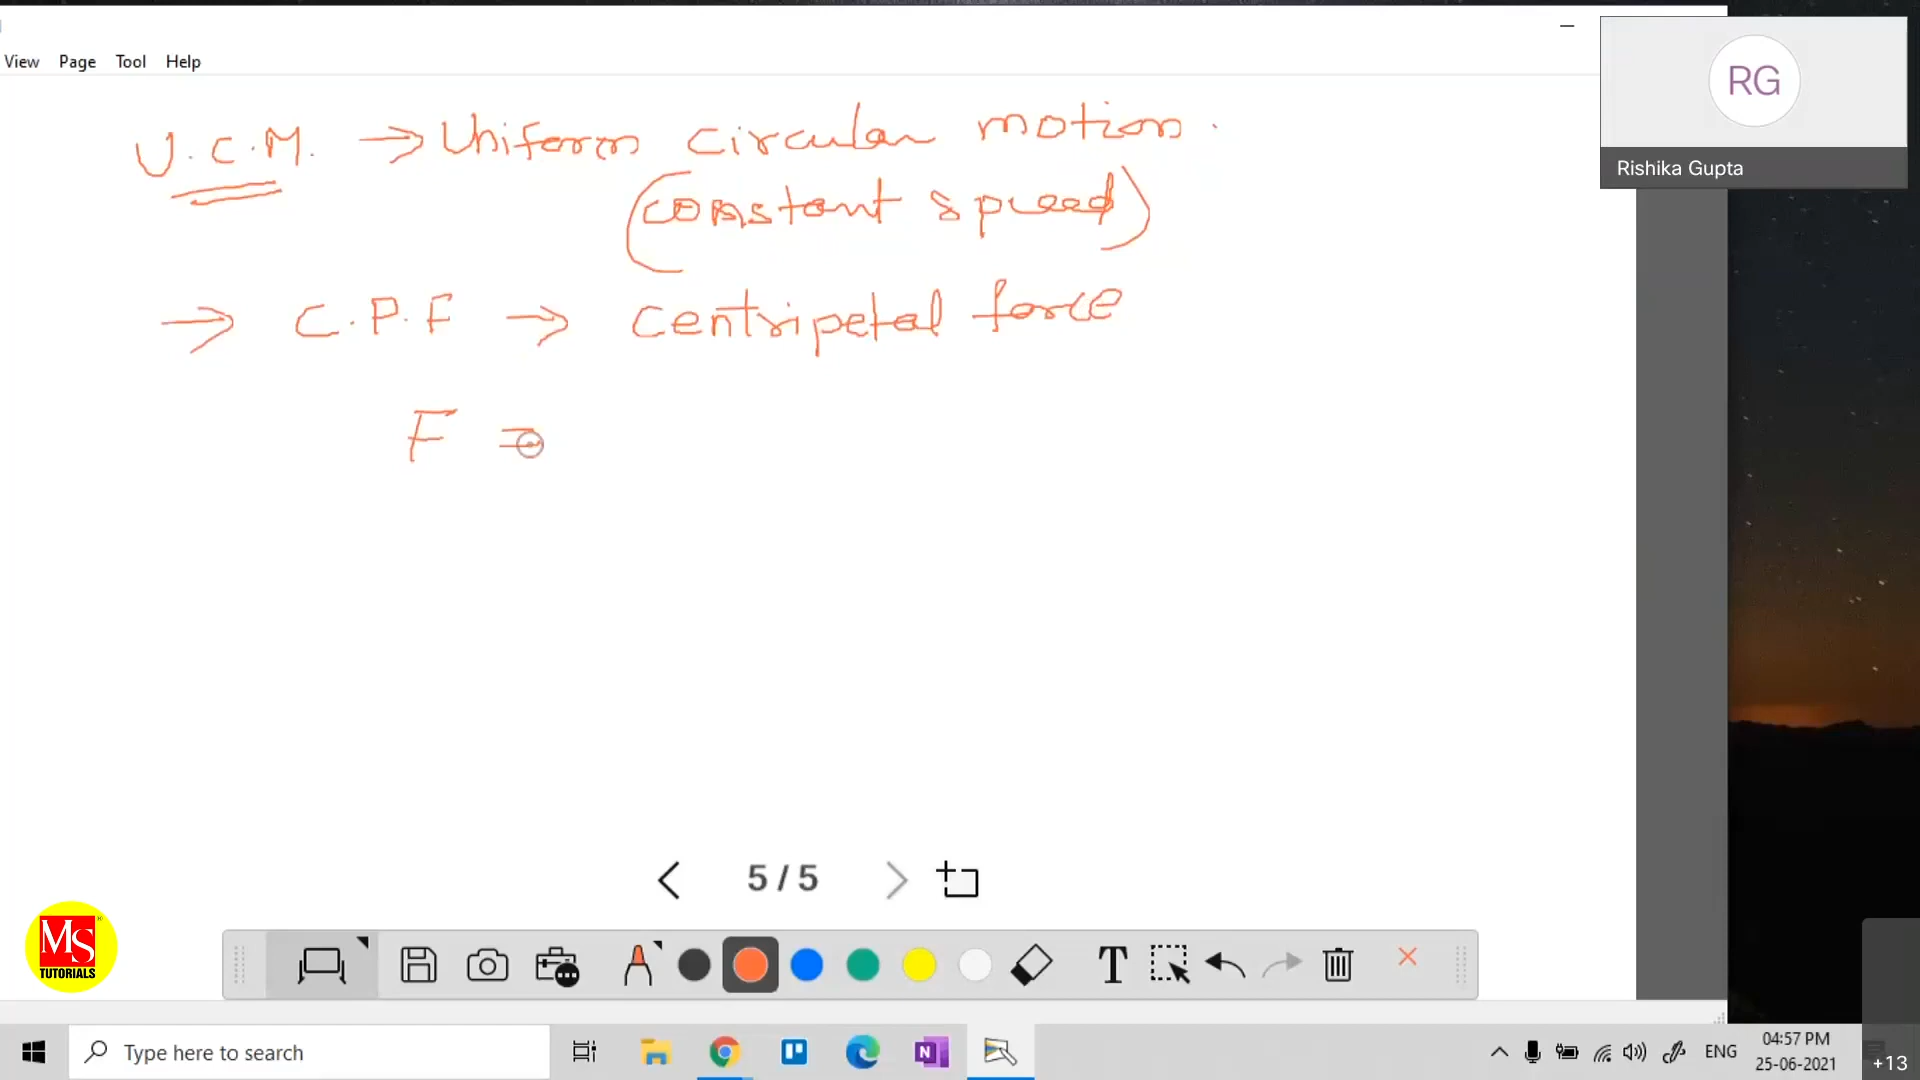 RG
Rishika Gupta
View Page Tool Help
U.C.M. → Uniform circular motion.
(constant speed)
→ C.P.F → centripetal force
F =
5 / 5
MS
TUTORIALS
T
Type here to search
N
ENG
04:57 PM
25-06-2021
+13